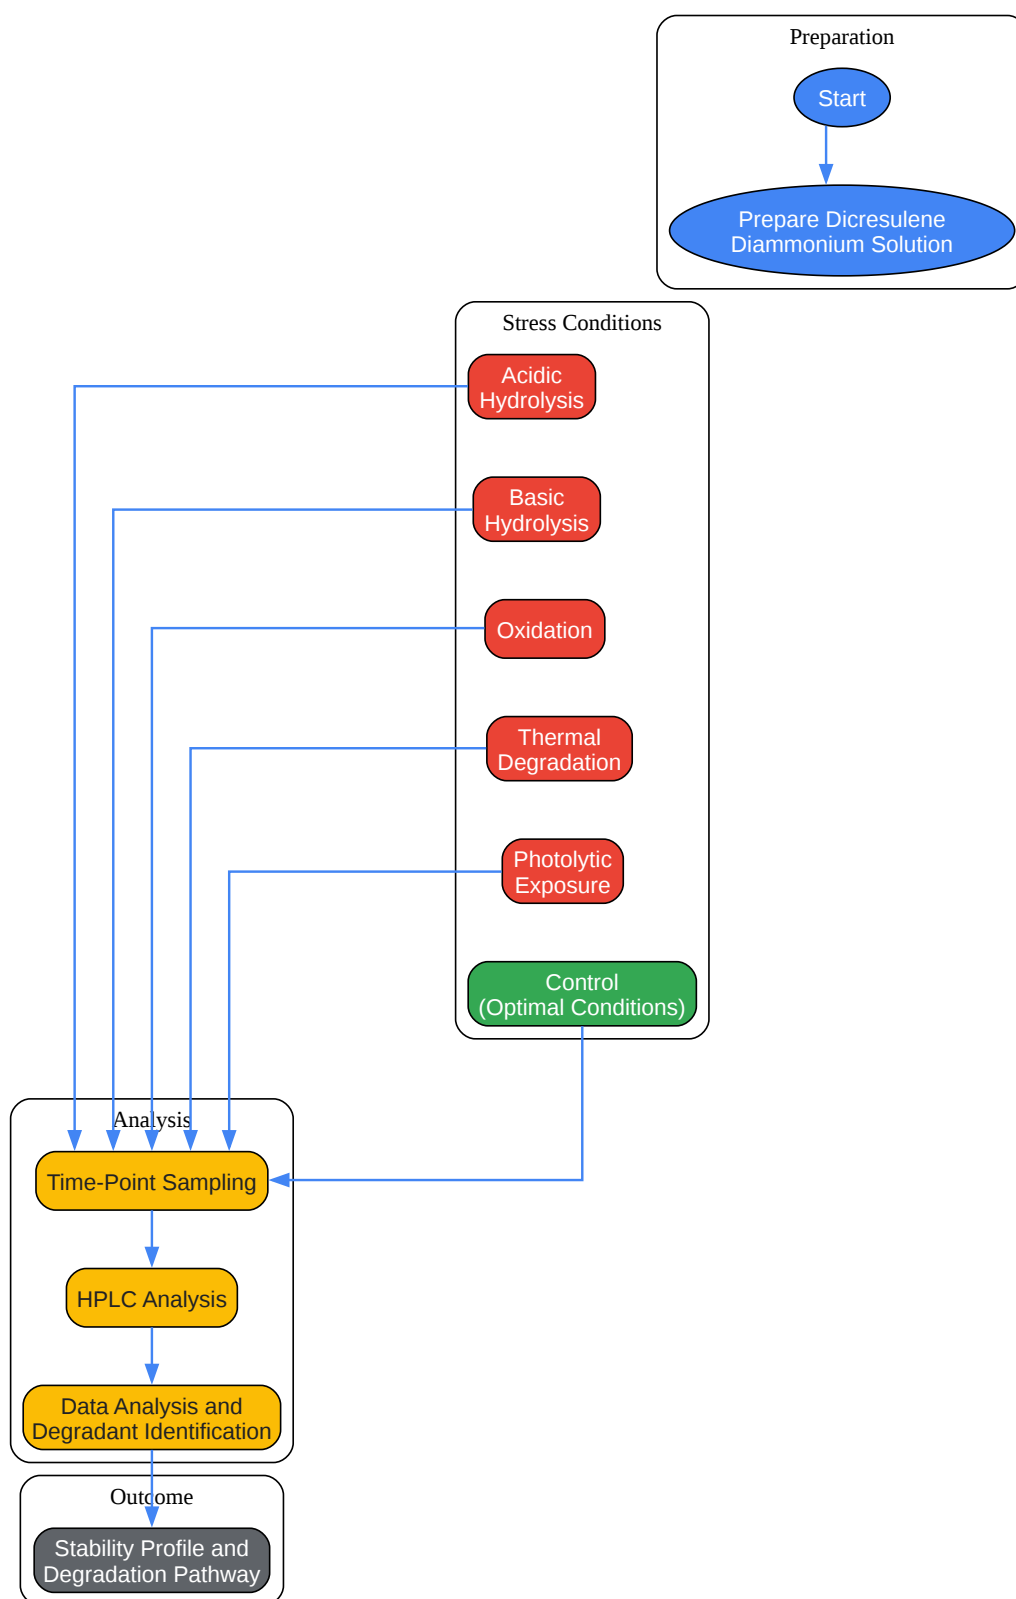 Preparation
Start
Prepare Dicresulene
Diammonium Solution
Stress Conditions
Acidic
Hydrolysis
Basic
Hydrolysis
Oxidation
Thermal
Degradation
Photolytic
Exposure
Control
(Optimal Conditions)
Analysis
Time-Point Sampling
HPLC Analysis
Data Analysis and
Degradant Identification
Outcome
Stability Profile and
Degradation Pathway